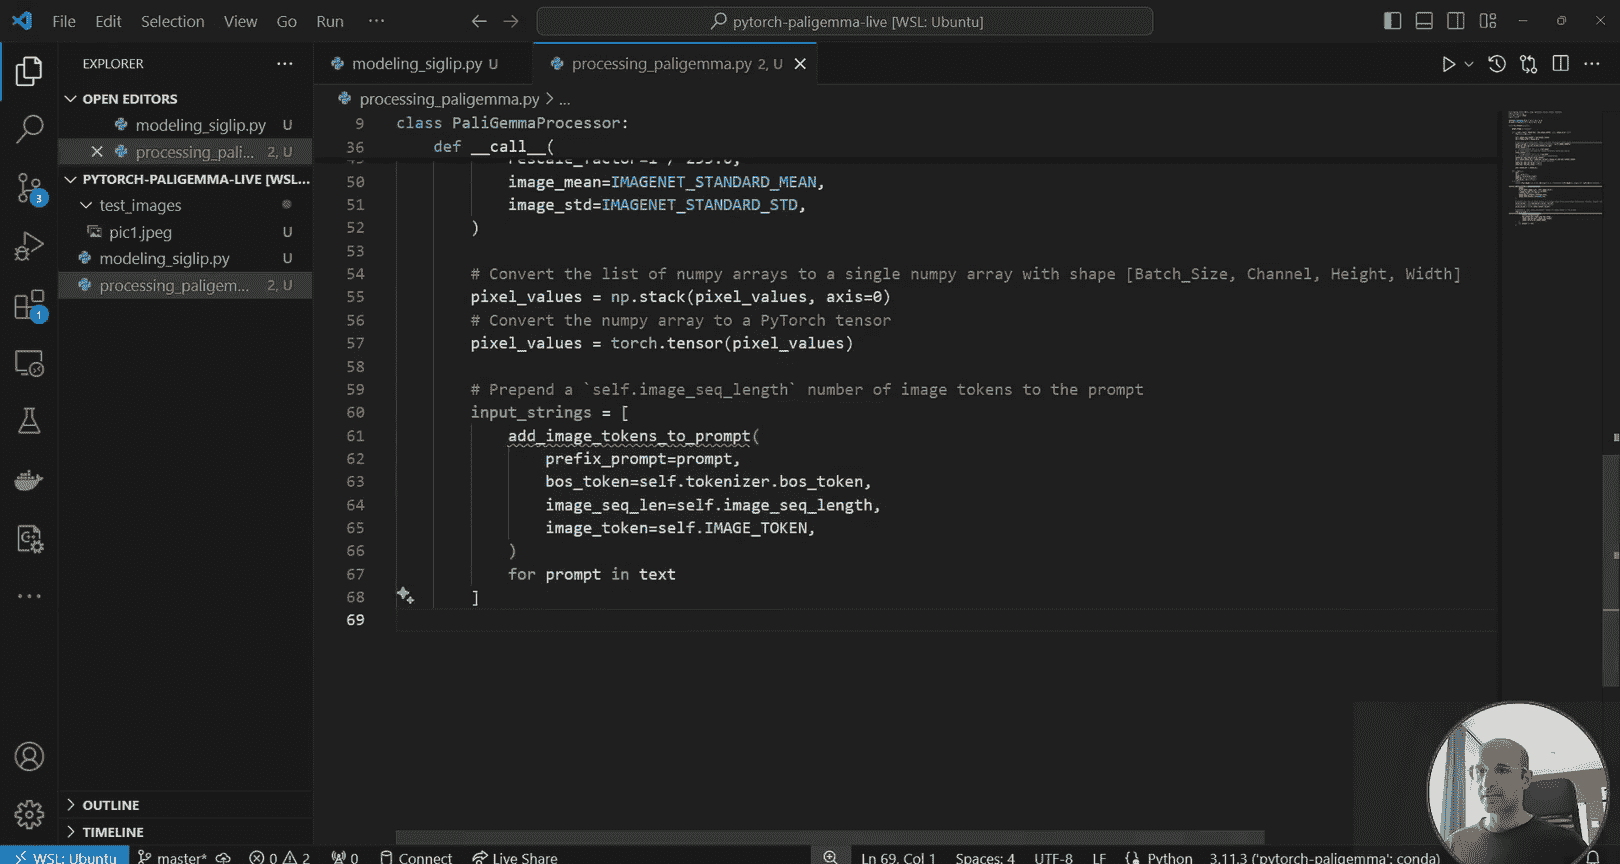 File Edit Selection View Go Run ··· pytorch-paligemma-live [WSL: Ubuntu]
EXPLORER ···
OPEN EDITORS
modeling_siglip.py U
processing_pali... 2, U
PYTORCH-PALIGEMMA-LIVE [WSL...
test_images
pic1.jpeg U
modeling_siglip.py U
processing_paligem... 2, U
3
1
OUTLINE
TIMELINE
modeling_siglip.py U processing_paligemma.py 2, U
processing_paligemma.py > ...
9 class PaliGemmaProcessor:
36 def __call__(
50 image_mean=IMAGENET_STANDARD_MEAN,
51 image_std=IMAGENET_STANDARD_STD,
52 )
53
54 # Convert the list of numpy arrays to a single numpy array with shape [Batch_Size, Channel, Height, Width]
55 pixel_values = np.stack(pixel_values, axis=0)
56 # Convert the numpy array to a PyTorch tensor
57 pixel_values = torch.tensor(pixel_values)
58
59 # Prepend a `self.image_seq_length` number of image tokens to the prompt
60 input_strings = [
61 add_image_tokens_to_prompt(
62 prefix_prompt=prompt,
63 bos_token=self.tokenizer.bos_token,
64 image_seq_len=self.image_seq_length,
65 image_token=self.IMAGE_TOKEN,
66 )
67 for prompt in text
68 ]
69
WSL: Ubuntu master* 0 2 0 Connect Live Share Ln 69, Col 1 Spaces: 4 UTF-8 LF {} Python 3.11.3 ('pytorch-paligemma': conda)